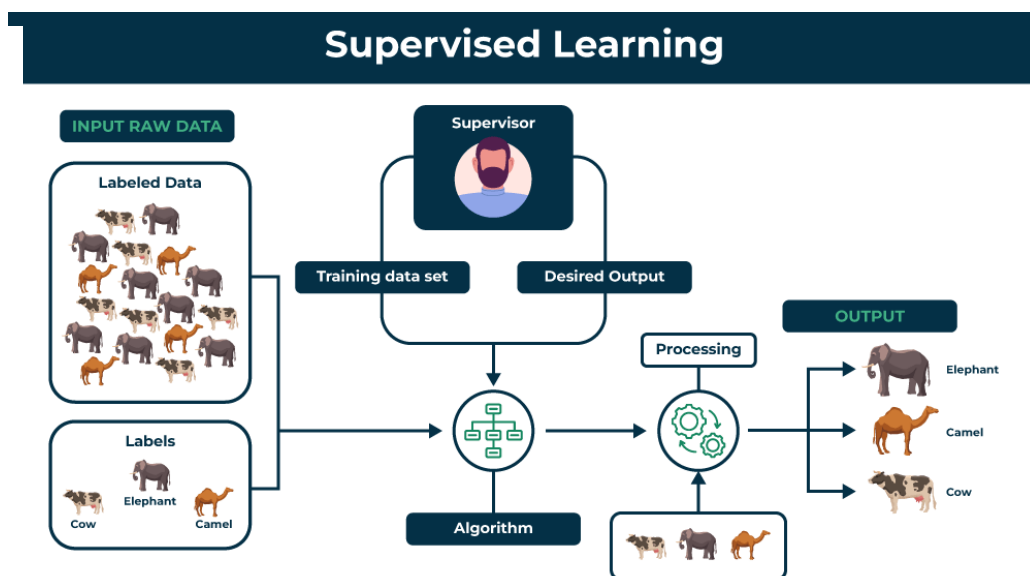 Supervised Learning
INPUT RAW DATA
Supervisor
Labeled Data
Training data set
Desired Output
OUTPUT
Processing
Elephant
Camel
Labels
Elephant
Cow
Camel
Algorithm
Cow